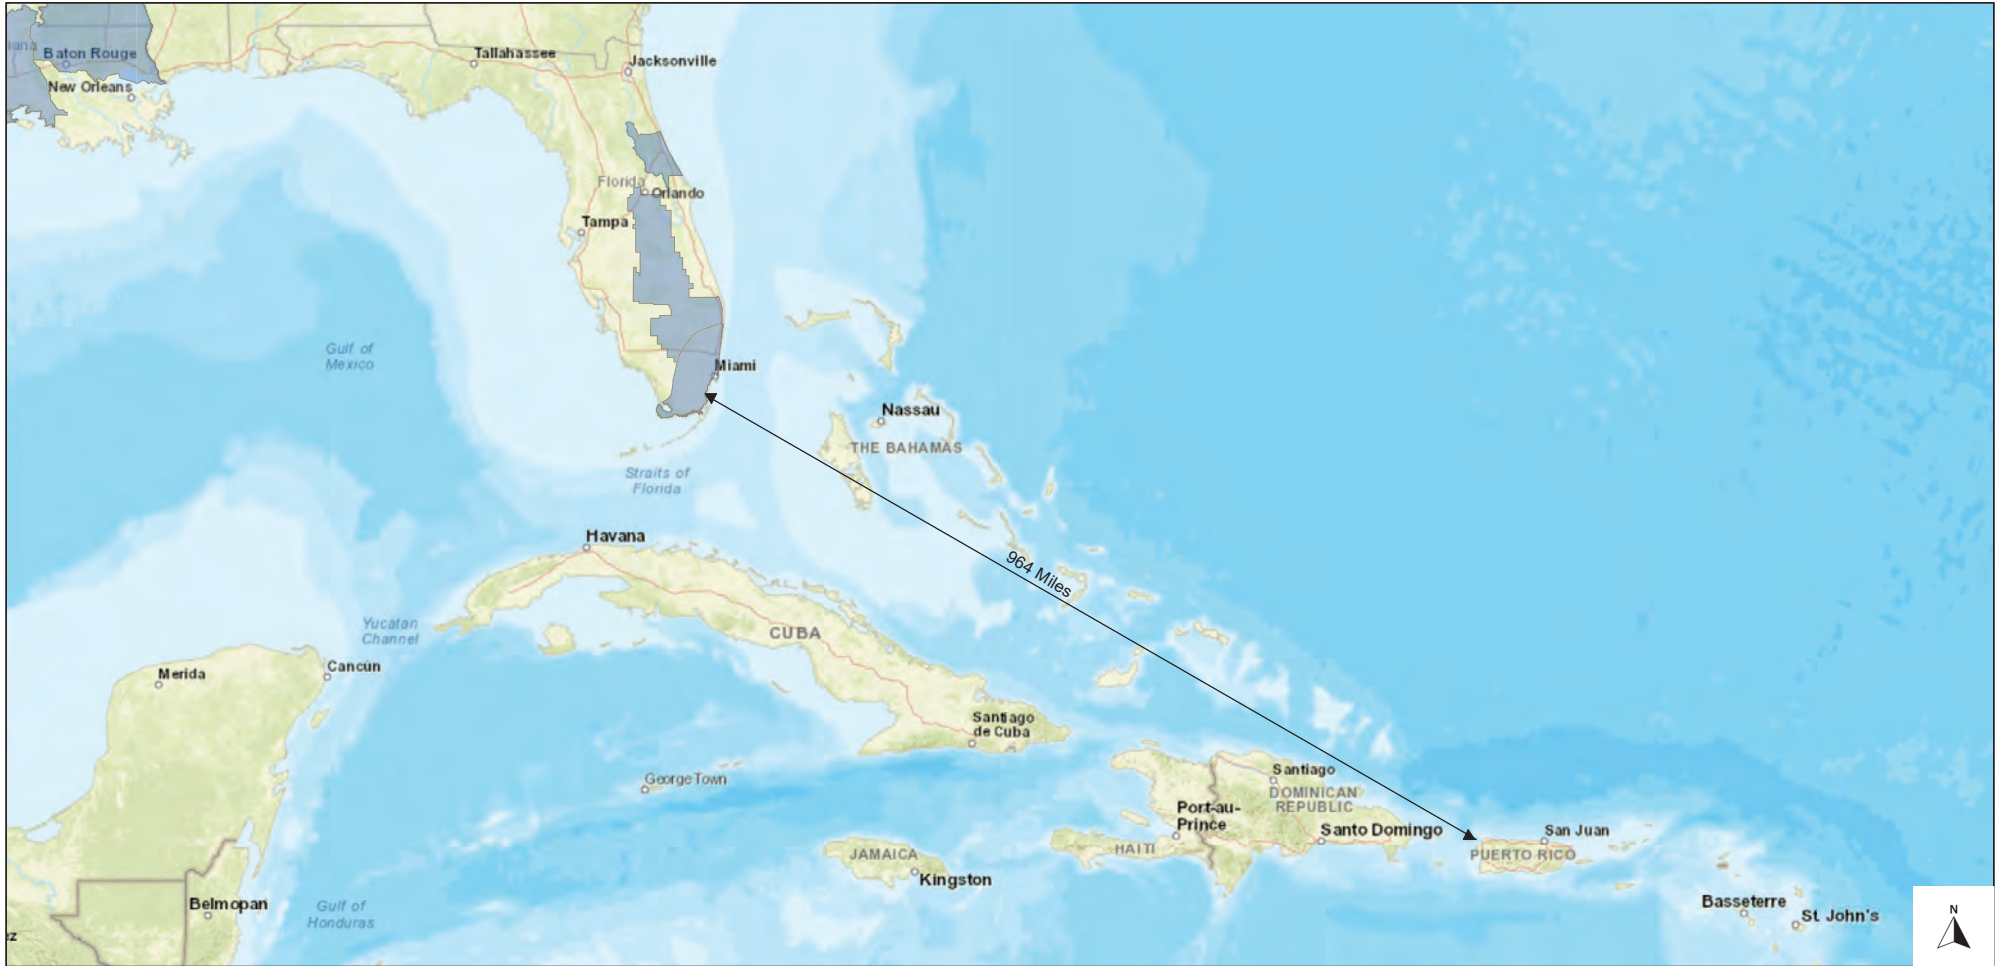 iana
Baton Rouge
New Orleans
Tallahassee
Jacksonville
Florida
Orlando
Tampa
Gulf of
Mexico
Miami
Nassau
THE BAHAMAS
Straits of
Florida
Havana
964 Miles
Yucatan
Channel
CUBA
Merida
Cancún
Santiago
de Cuba
George Town
Santiago
DOMINICAN
REPUBLIC
Port-au-
Prince
Santo Domingo
San Juan
JAMAICA
HAITI
PUERTO RICO
Kingston
Belmopan
Gulf of
Honduras
Basseterre
St. John's
ez
N